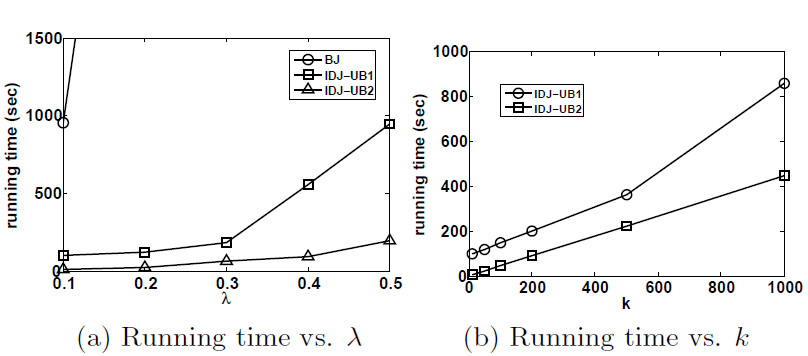 1500
1000
500
0
running time (sec)
BJ
IDJ-UB1
IDJ-UB2
0.1 0.2 0.3 0.4 0.5
λ
(a) Running time vs. λ
1000
800
600
400
200
0
running time (sec)
IDJ-UB1
IDJ-UB2
0 200 400 600 800 1000
k
(b) Running time vs. k